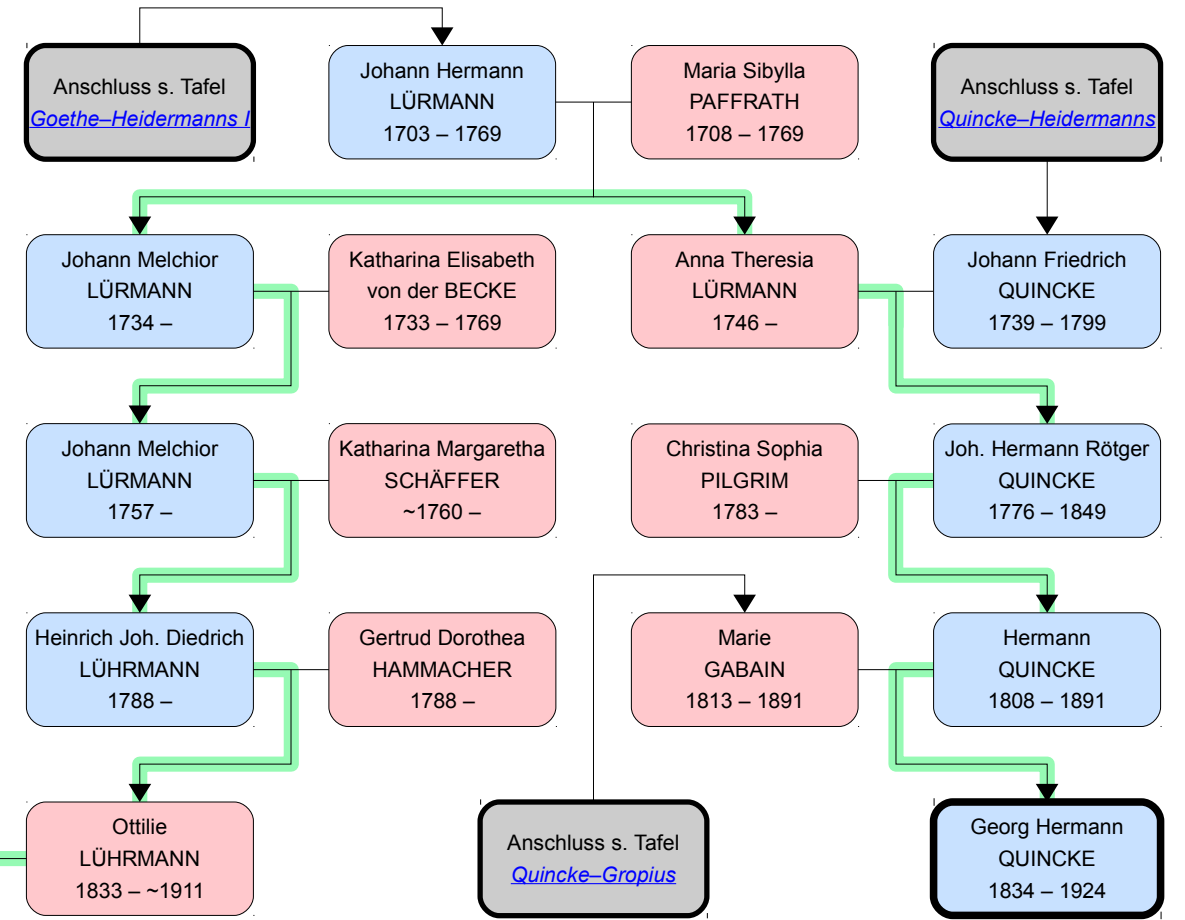 Anschluss s. Tafel
Goethe–Heidermanns I
Johann Hermann
LÜRMANN
1703 – 1769
Maria Sibylla
PAFFRATH
1708 – 1769
Anschluss s. Tafel
Quincke–Heidermanns
Johann Melchior
LÜRMANN
1734 –
Katharina Elisabeth
von der BECKE
1733 – 1769
Anna Theresia
LÜRMANN
1746 –
Johann Friedrich
QUINCKE
1739 – 1799
Johann Melchior
LÜRMANN
1757 –
Katharina Margaretha
SCHÄFFER
~1760 –
Christina Sophia
PILGRIM
1783 –
Joh. Hermann Rötger
QUINCKE
1776 – 1849
Heinrich Joh. Diedrich
LÜHRMANN
1788 –
Gertrud Dorothea
HAMMACHER
1788 –
Marie
GABAIN
1813 – 1891
Hermann
QUINCKE
1808 – 1891
Ottilie
LÜHRMANN
1833 – ~1911
Anschluss s. Tafel
Quincke–Gropius
Georg Hermann
QUINCKE
1834 – 1924